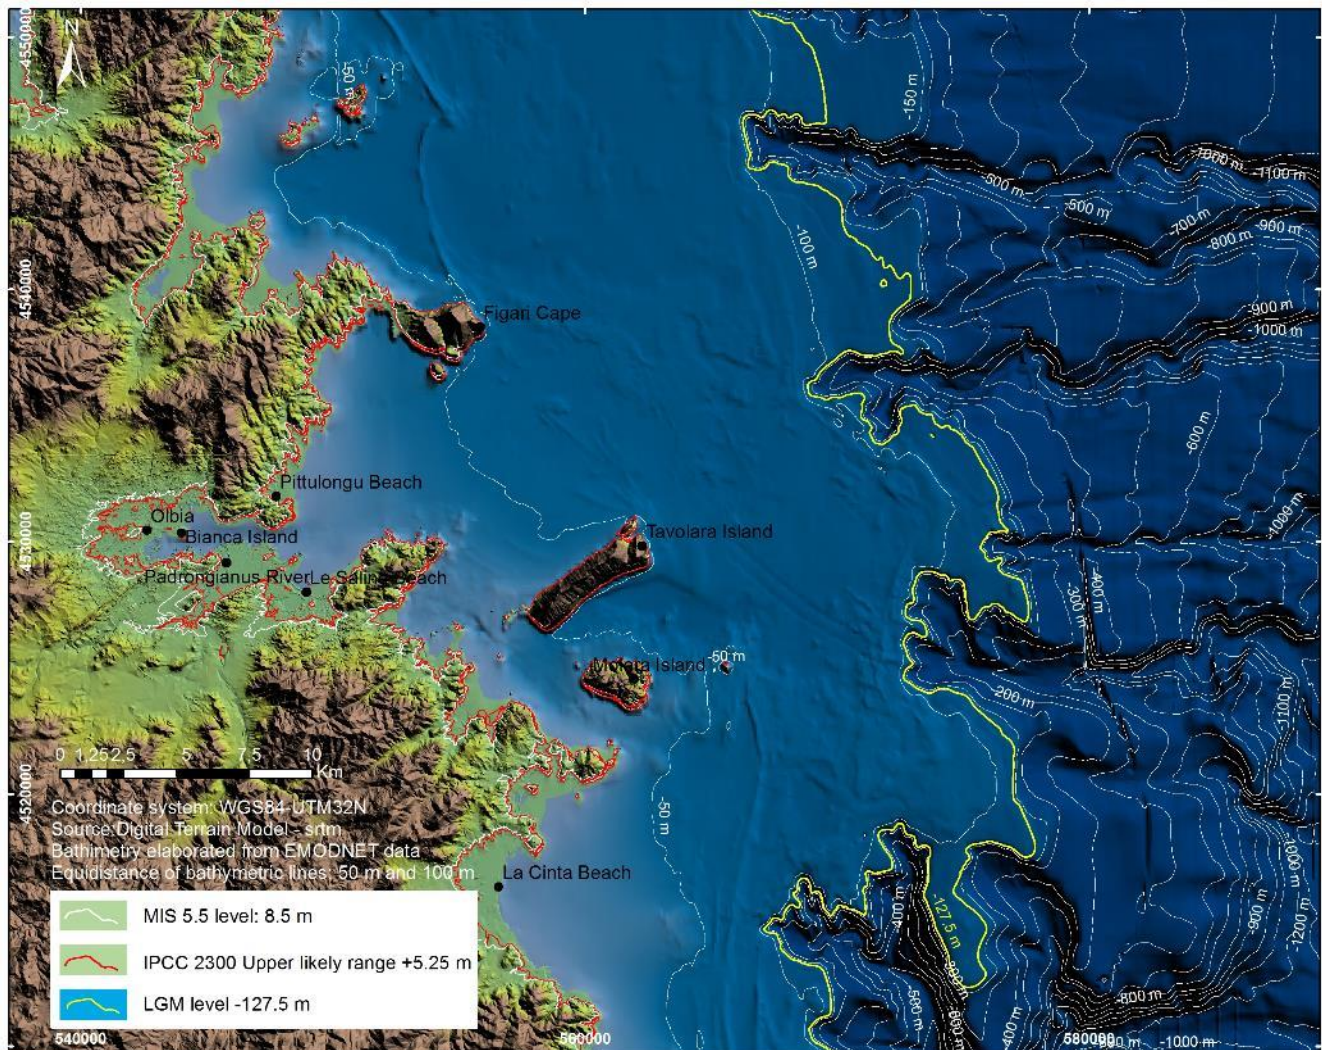 4550000
N
-50 m
-150 m
-1000 m
-1100 m
-500 m
-500 m
-700 m
-900 m
-800 m
-100 m
4540000
Figari Cape
-900 m
-1000 m
-600 m
Pittulongu Beach
Olbia
Bianca Island
4530000
Tavolara Island
-1000 m
Padrongianus River
Le Saline Beach
-400 m
-300 m
Molara Island
-50 m
-200 m
-1100 m
0 1,25 2,5 5 7,5 10
Km
4520000
Coordinate system: WGS84-UTM32N
Source:Digital Terrain Model - srtm
Bathimetry elaborated from EMODNET data
Equidistance of bathymetric lines: 50 m and 100 m
-50 m
La Cinta Beach
-400 m
-127.5 m
-1000 m
-900 m
-1200 m
MIS 5.5 level: 8.5 m
IPCC 2300 Upper likely range +5.25 m
LGM level -127.5 m
-800 m
-500 m
-400 m
-1000 m
540000
560000
580000